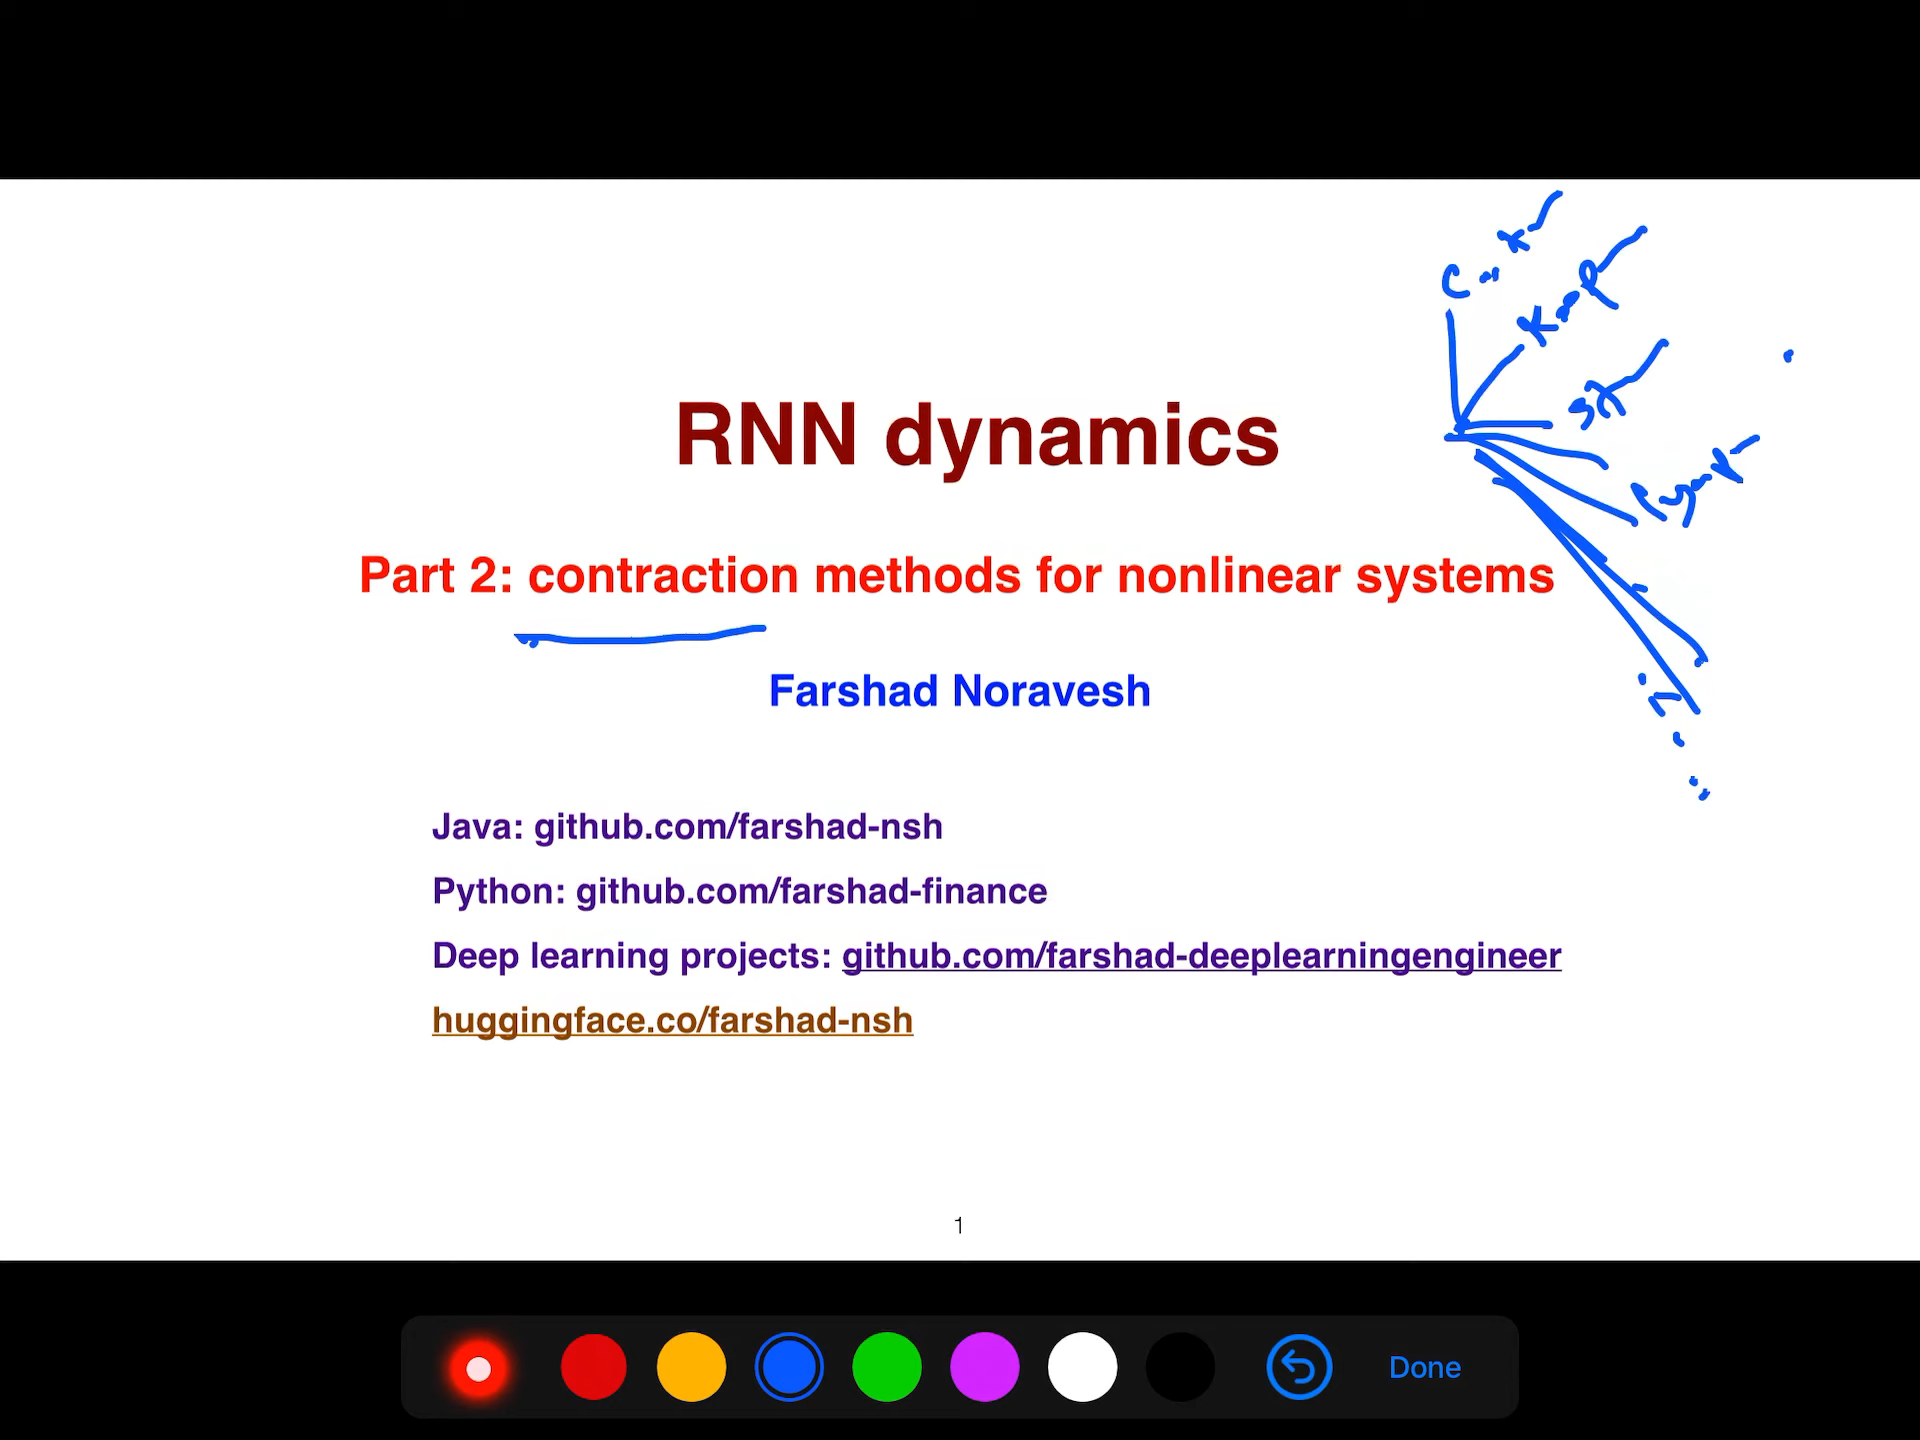 RNN dynamics
Part 2: contraction methods for nonlinear systems
Farshad Noravesh
Java: github.com/farshad-nsh
Python: github.com/farshad-finance
Deep learning projects: github.com/farshad-deeplearningengineer
huggingface.co/farshad-nsh
1
Done